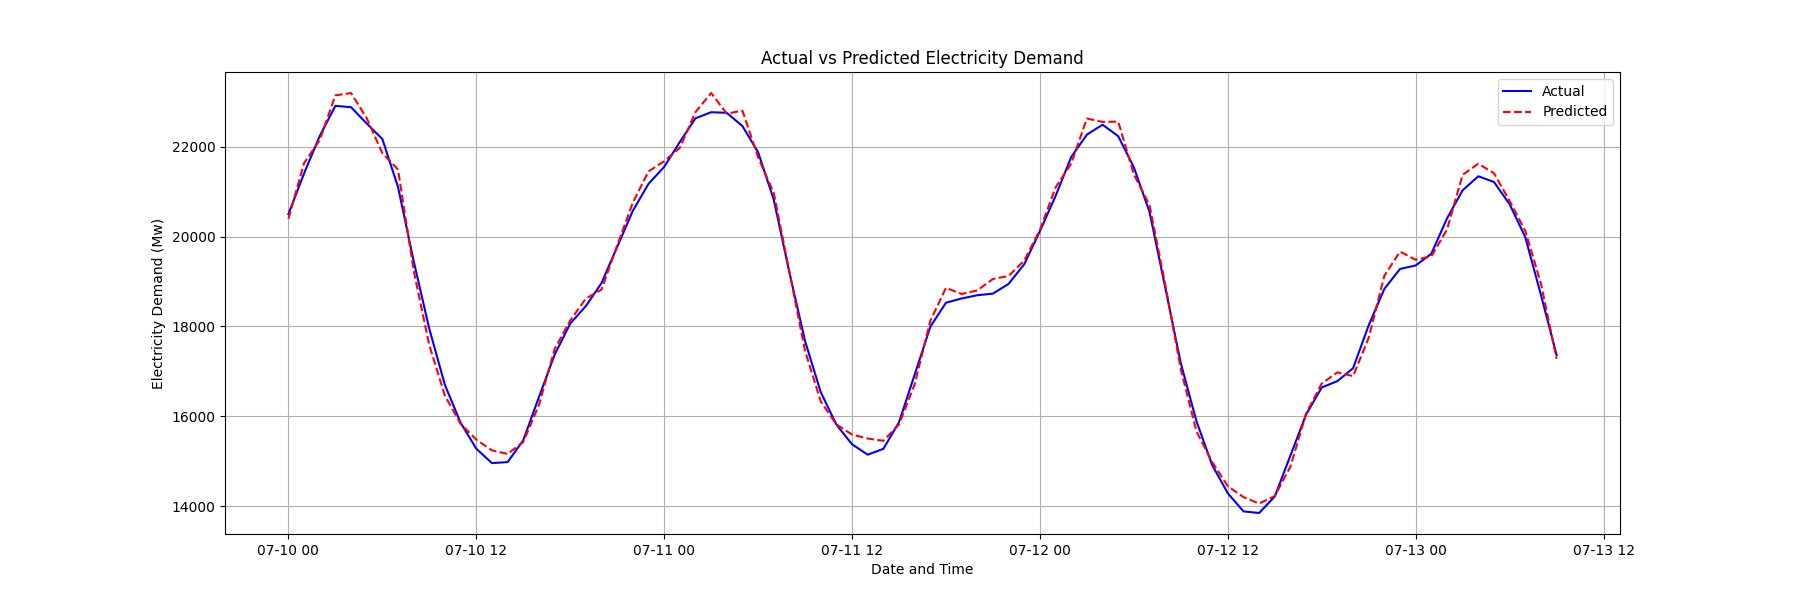 Actual vs Predicted Electricity Demand
Actual
Predicted
Electricity Demand (Mw)
22000
20000
18000
16000
14000
07-10 00
07-10 12
07-11 00
07-11 12
07-12 00
07-12 12
07-13 00
07-13 12
Date and Time